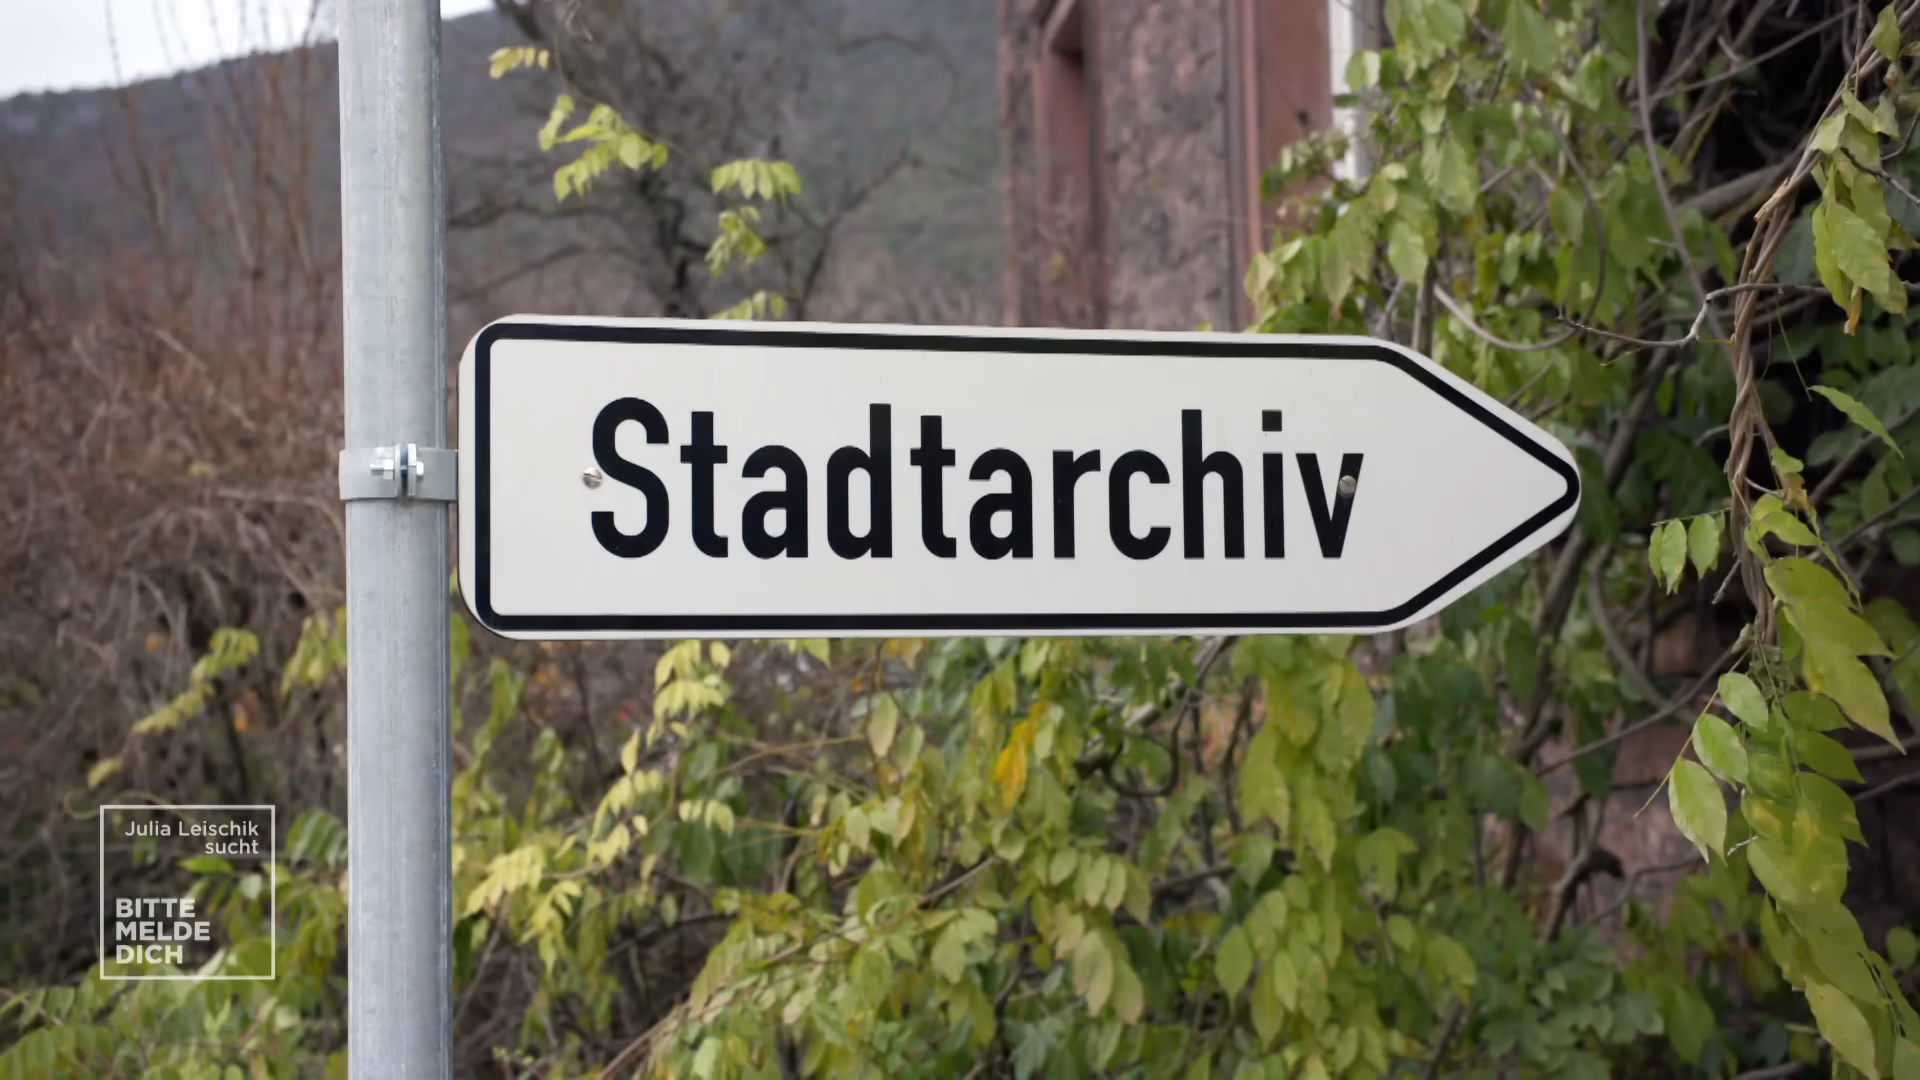 Stadtarchiv
Julia Leischik
sucht
BITTE
MELDE
DICH